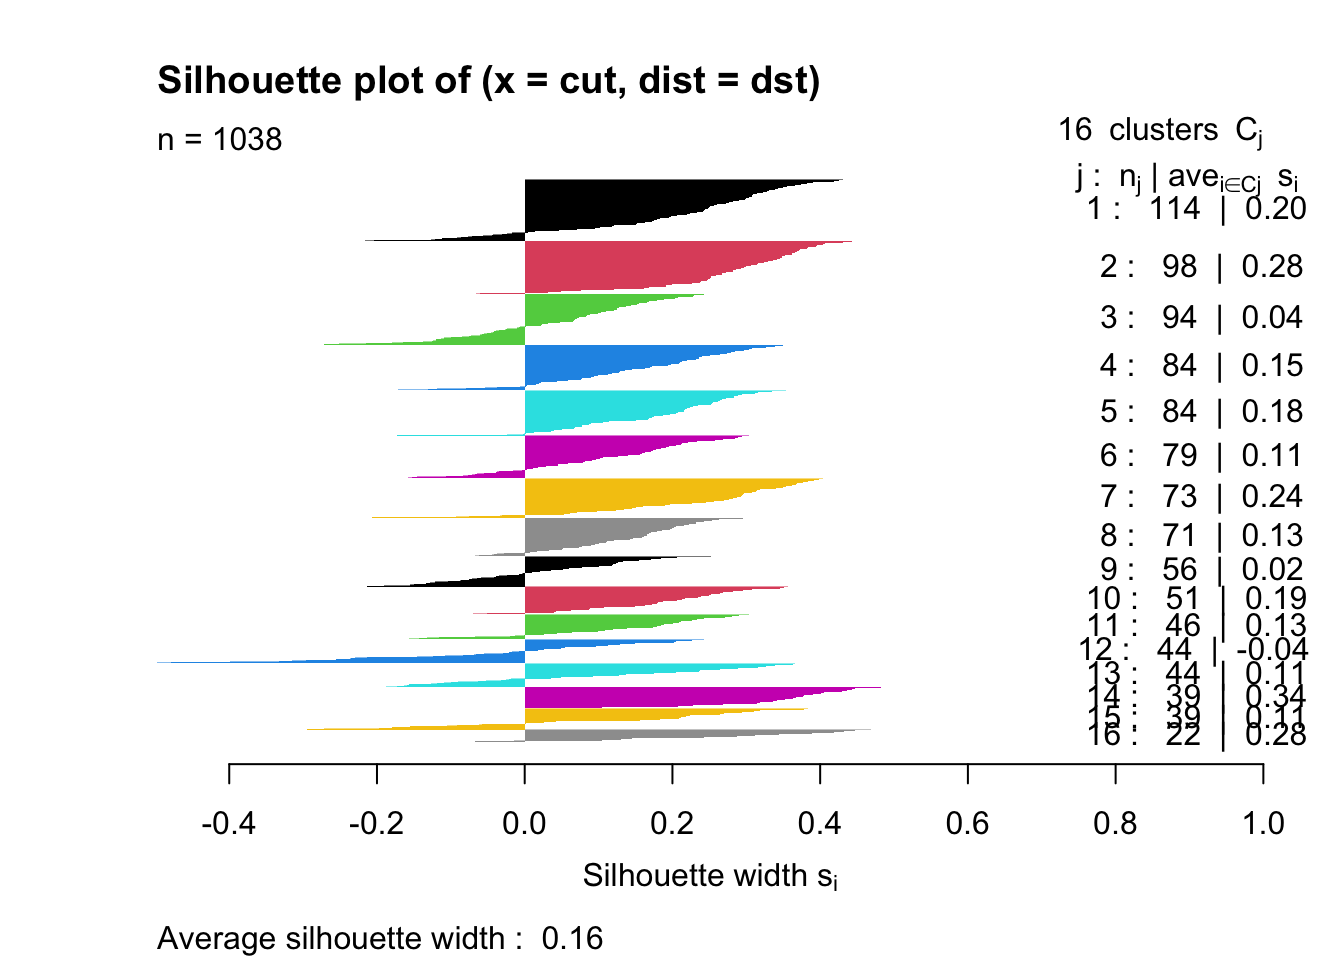 Silhouette plot of (x = cut, dist = dst)
n = 1038
16 clusters Cj
j : nj | avei∈Cj si
1 : 114 | 0.20
2 : 98 | 0.28
3 : 94 | 0.04
4 : 84 | 0.15
5 : 84 | 0.18
6 : 79 | 0.11
7 : 73 | 0.24
8 : 71 | 0.13
9 : 56 | 0.02
10 : 51 | 0.19
11 : 46 | 0.13
12 : 44 | -0.04
13 : 44 | 0.11
14 : 39 | 0.34
15 : 39 | 0.11
16 : 22 | 0.28
-0.4 -0.2 0.0 0.2 0.4 0.6 0.8 1.0
Silhouette width si
Average silhouette width : 0.16